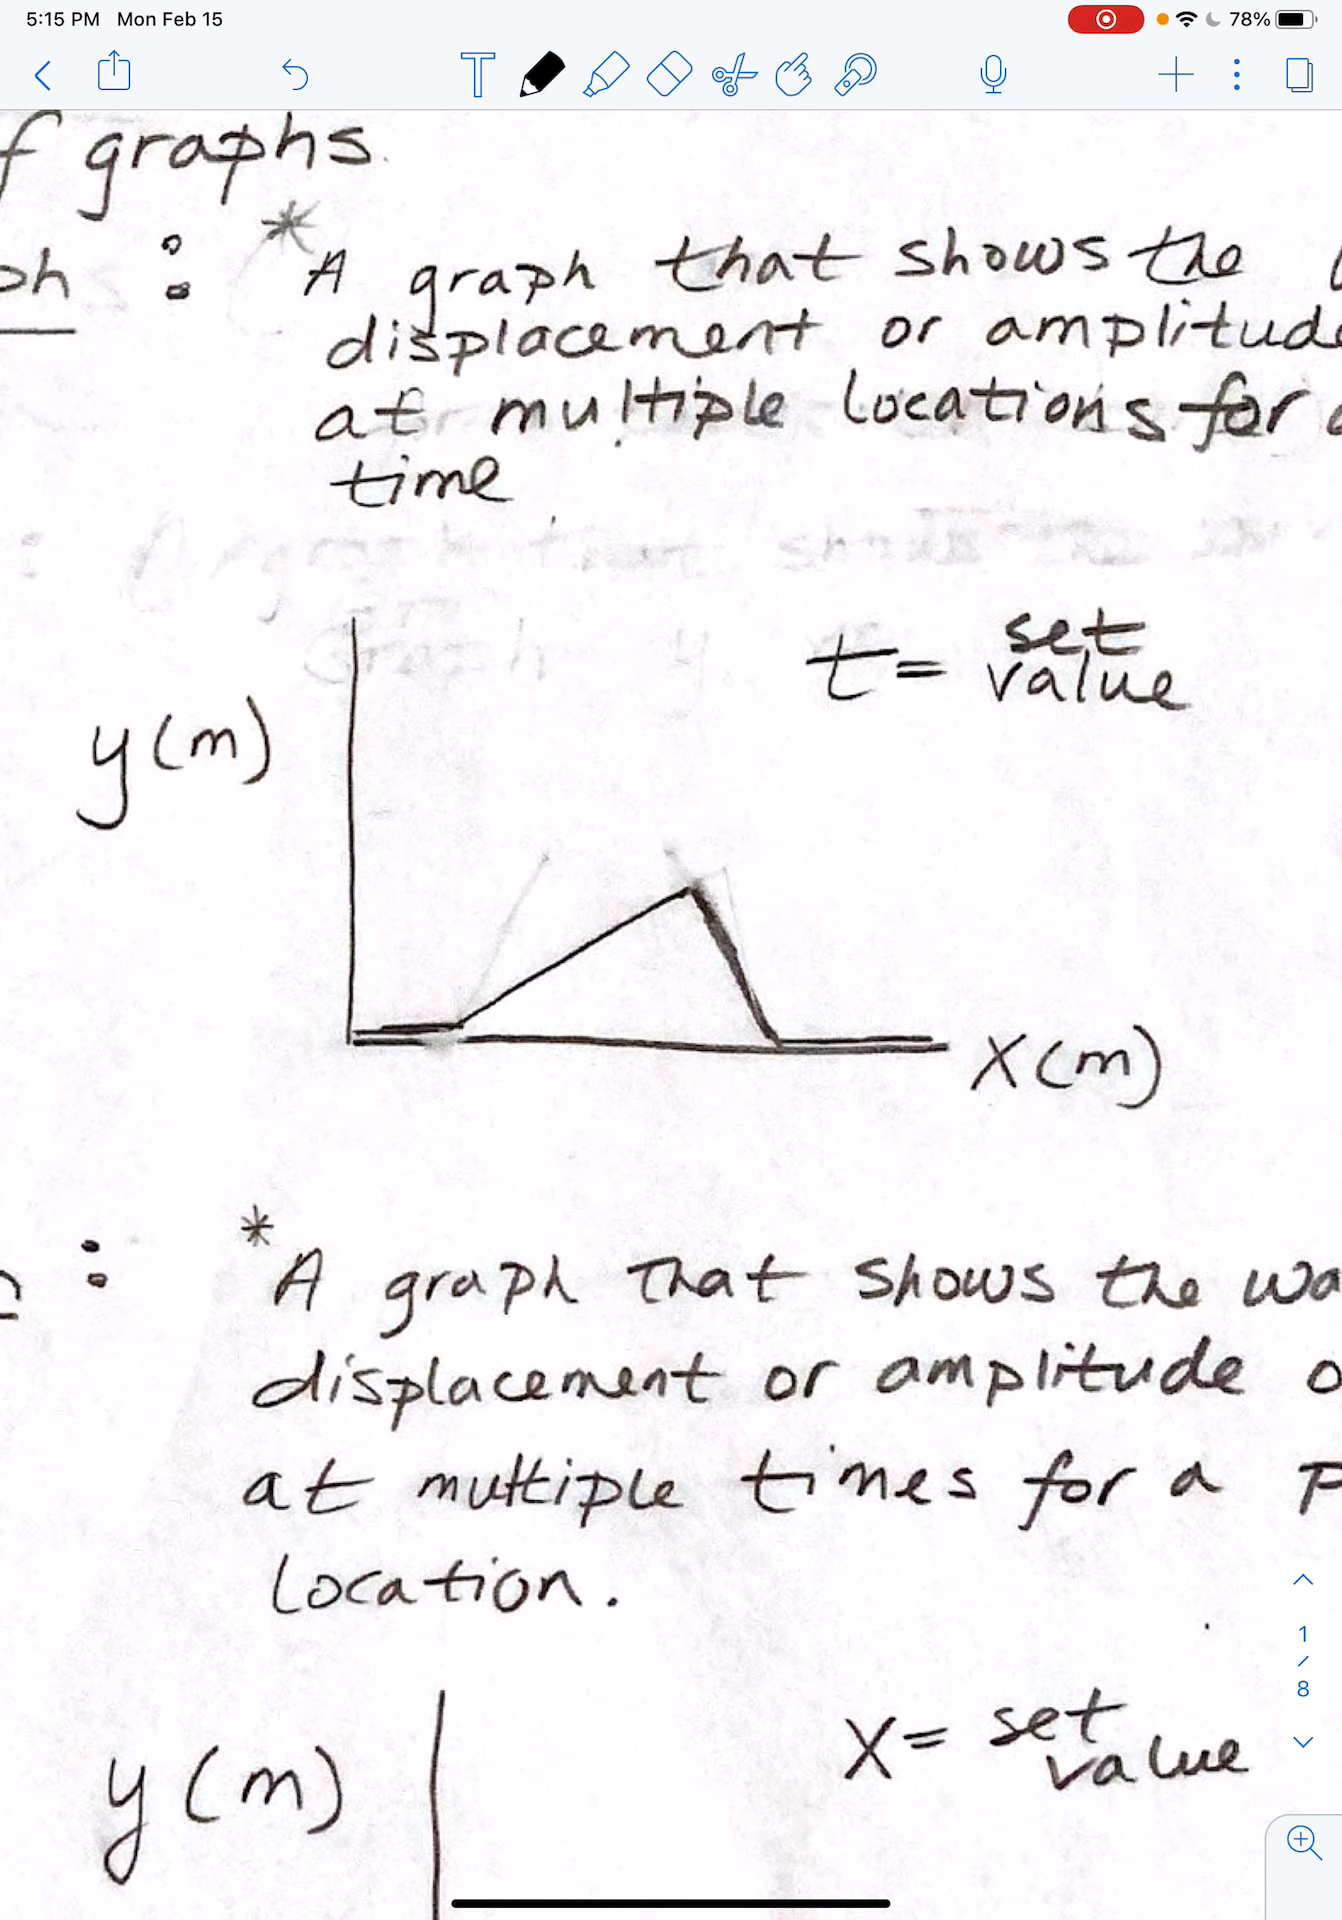 5:15 PM Mon Feb 15 78%
T
f graphs.
ph : * A graph that shows the
displacement or amplitude
at multiple locations for
time
t = set value
y(m)
x(m)
: * A graph that shows the wa
displacement or amplitude o
at multiple times for a p
location.
1
/
8
x = set value
y(m)